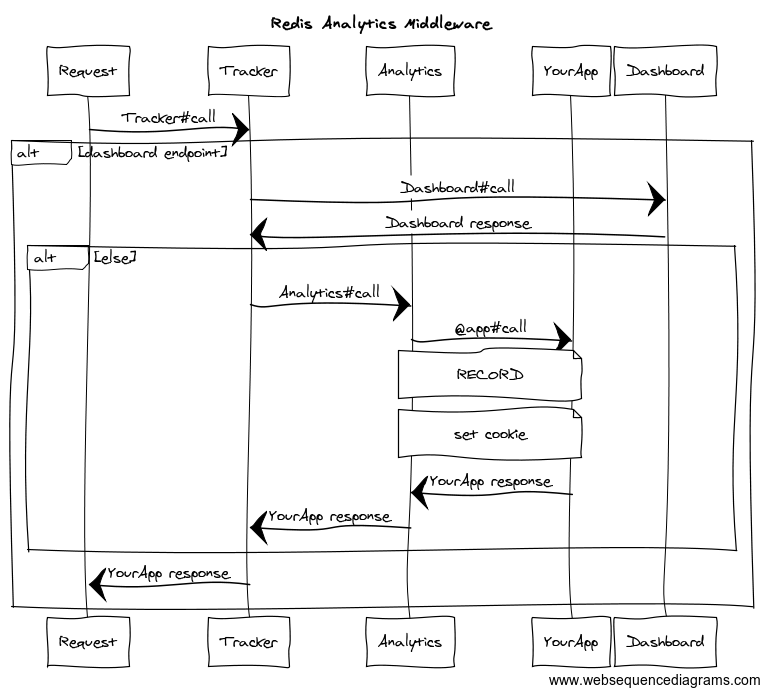 Redis Analytics Middleware
Request Tracker Analytics YourApp Dashboard
Tracker#call
alt [dashboard endpoint]
Dashboard#call
Dashboard response
alt [else]
Analytics#call
@app#call
RECORD
set cookie
YourApp response
YourApp response
YourApp response
Request Tracker Analytics YourApp Dashboard
www.websequencediagrams.com